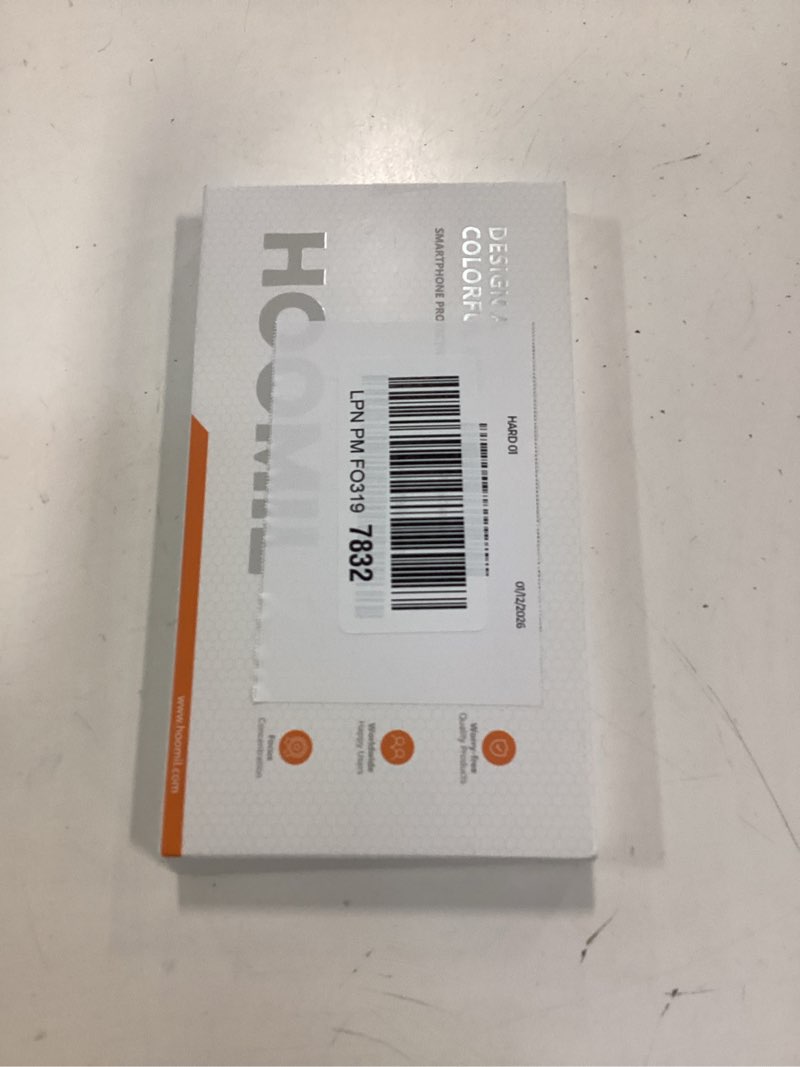 DESIGN A
COLORFU
SMARTPHONE PRO
HOOMIL
HARD 01
01/12/2026
LPN PM FO319 7832
Worry-free
Quality Products
Worldwide
Happy Users
Focus
Concentration
www.hoomil.com